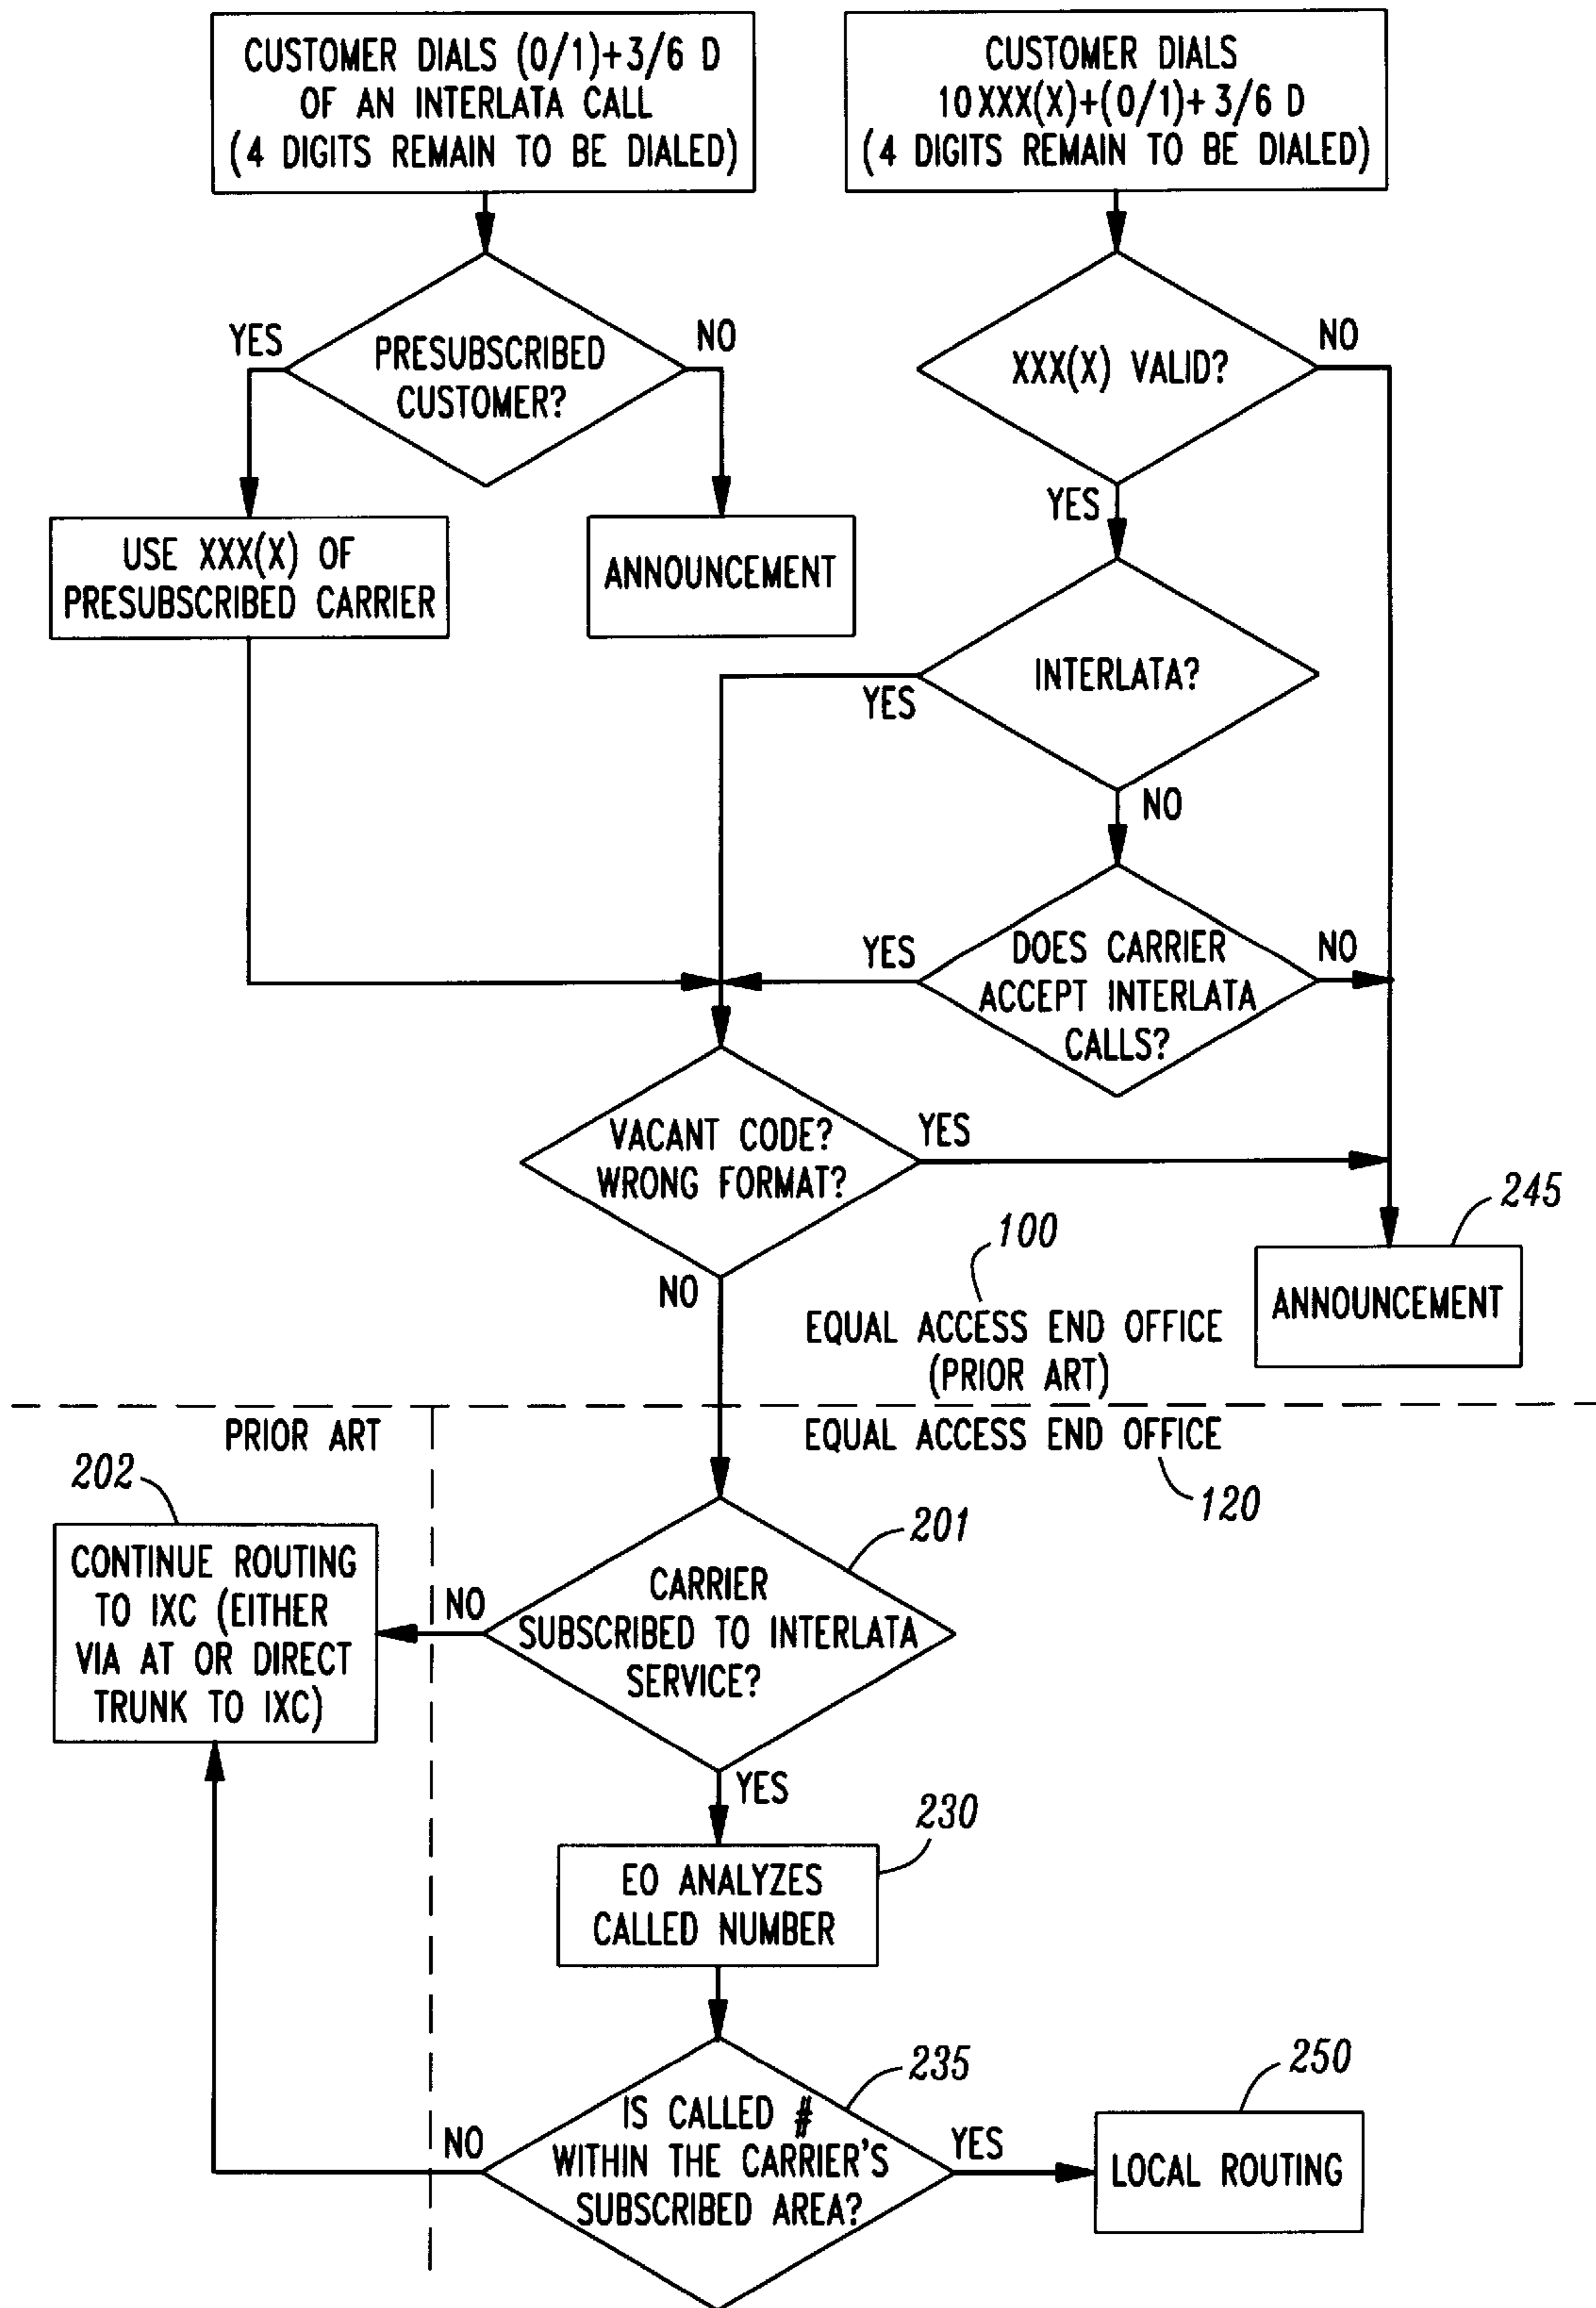 CUSTOMER DIALS (0/1)+3/6 D
OF AN INTERLATA CALL
(4 DIGITS REMAIN TO BE DIALED)
CUSTOMER DIALS
10XXX(X)+(0/1)+ 3/6 D
(4 DIGITS REMAIN TO BE DIALED)
YES
PRESUBSCRIBED
CUSTOMER?
NO
XXX(X) VALID?
NO
YES
USE XXX(X) OF
PRESUBSCRIBED CARRIER
ANNOUNCEMENT
INTERLATA?
YES
NO
YES
DOES CARRIER
ACCEPT INTERLATA
CALLS?
NO
VACANT CODE?
WRONG FORMAT?
YES
NO
245
ANNOUNCEMENT
100
EQUAL ACCESS END OFFICE
(PRIOR ART)
PRIOR ART
EQUAL ACCESS END OFFICE
120
202
CONTINUE ROUTING
TO IXC (EITHER
VIA AT OR DIRECT
TRUNK TO IXC)
NO
201
CARRIER
SUBSCRIBED TO INTERLATA
SERVICE?
YES
230
EO ANALYZES
CALLED NUMBER
235
IS CALLED #
WITHIN THE CARRIER'S
SUBSCRIBED AREA?
NO
YES
250
LOCAL ROUTING